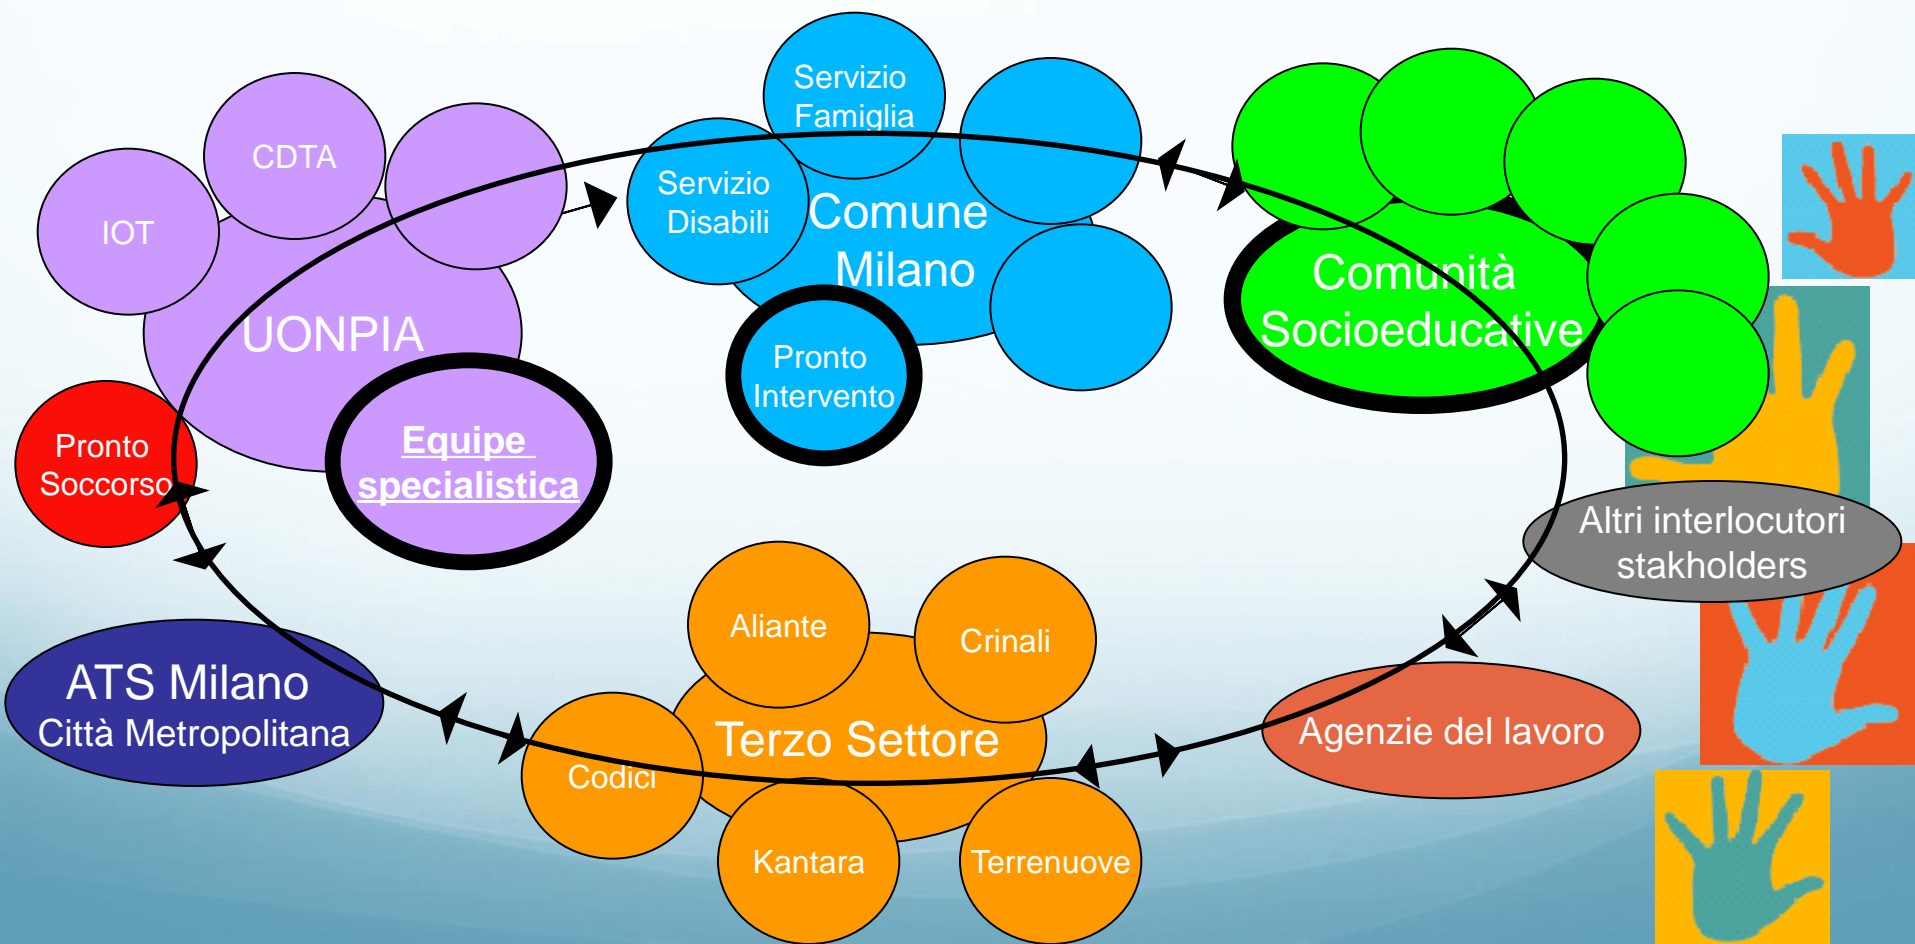 IOT
CDTA
UONPIA
Equipe
specialistica
Pronto
Soccorso
Servizio
Famiglia
Servizio
Disabili
Comune
Milano
Pronto
Intervento
Comunità
Socioeducative
Altri interlocutori
stakholders
Agenzie del lavoro
ATS Milano
Città Metropolitana
Terzo Settore
Aliante
Crinali
Codici
Kantara
Terrenuove